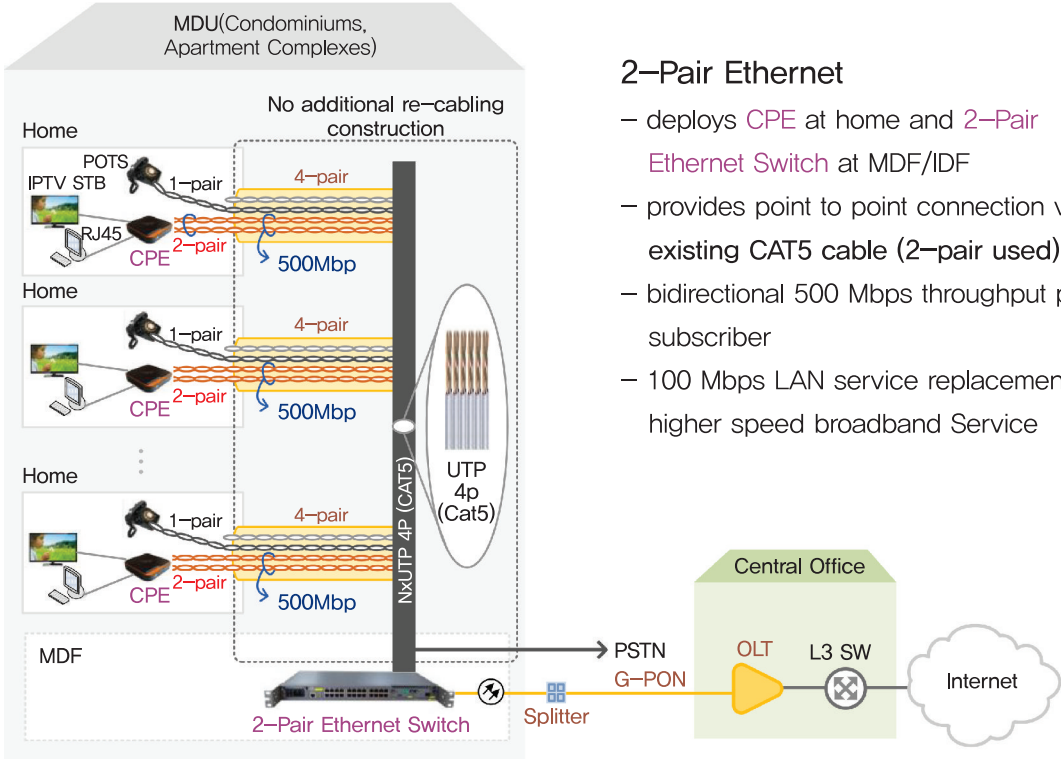 MDU(Condominiums,
Apartment Complexes)
No additional re-cabling
construction
Home
POTS
IPTV STB
1-pair
4-pair
RJ45
CPE
2-pair
500Mbp
Home
1-pair
4-pair
CPE
2-pair
500Mbp
Home
1-pair
4-pair
CPE
2-pair
500Mbp
NxUTP 4P (CAT5)
UTP
4p
(Cat5)
MDF
2-Pair Ethernet Switch
PSTN
G-PON
Splitter
Central Office
OLT
L3 SW
Internet
2-Pair Ethernet
- deploys CPE at home and 2-Pair
Ethernet Switch at MDF/IDF
- provides point to point connection
existing CAT5 cable (2-pair used)
- bidirectional 500 Mbps throughput
subscriber
- 100 Mbps LAN service
higher speed broadband Service